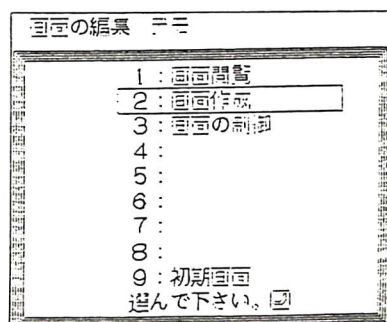 画面の編集 デモ
1：画面閲覧
2：画面作成
3：画面の制御
4：
5：
6：
7：
8：
9：初期画面
選んで下さい。回